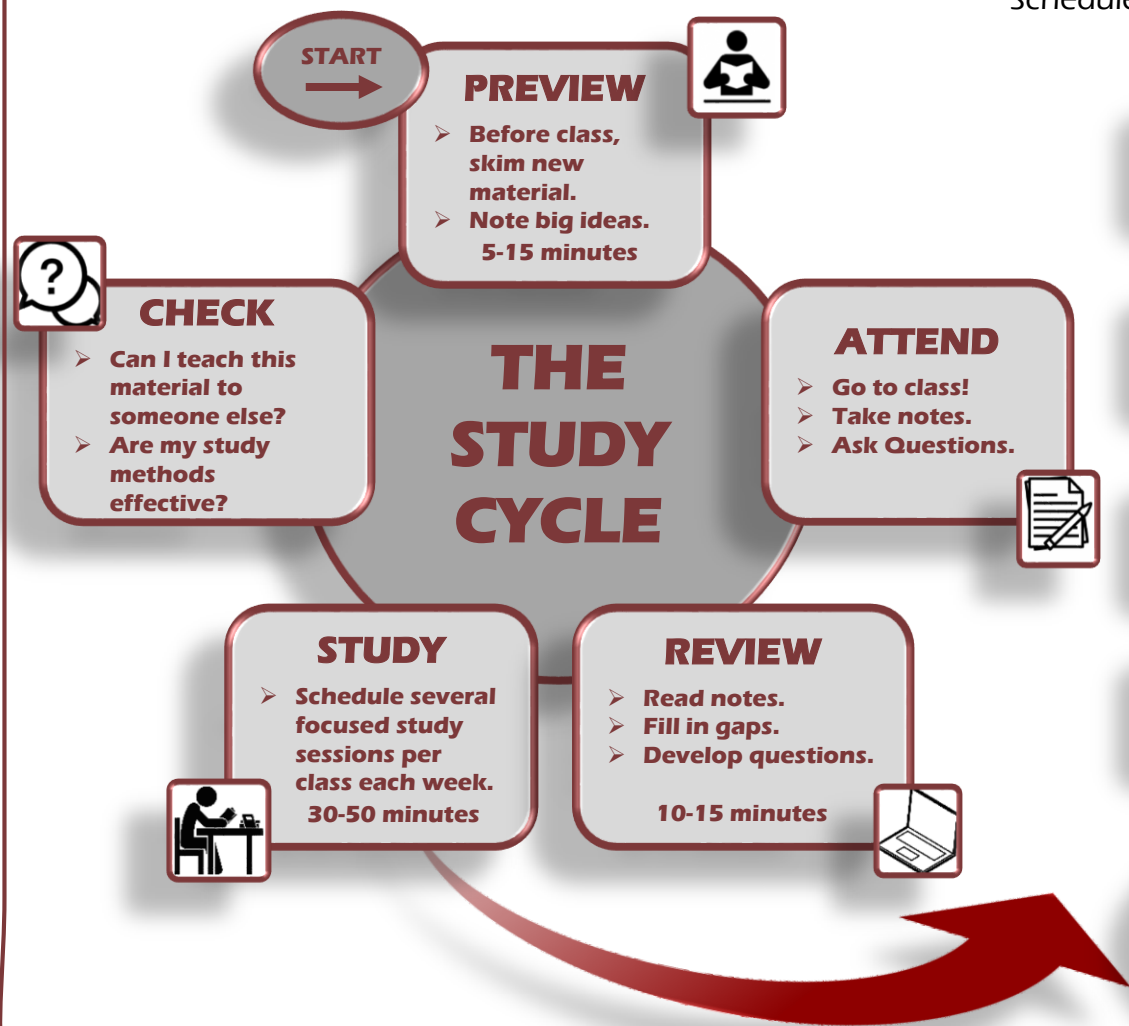 Schedule
START
PREVIEW
➢ Before class,
skim new
material.
➢ Note big ideas.
5-15 minutes
ATTEND
➢ Go to class!
➢ Take notes.
➢ Ask Questions.
REVIEW
➢ Read notes.
➢ Fill in gaps.
➢ Develop questions.
10-15 minutes
STUDY
➢ Schedule several
focused study
sessions per
class each week.
30-50 minutes
?
CHECK
➢ Can I teach this
material to
someone else?
➢ Are my study
methods
effective?
THE
STUDY
CYCLE